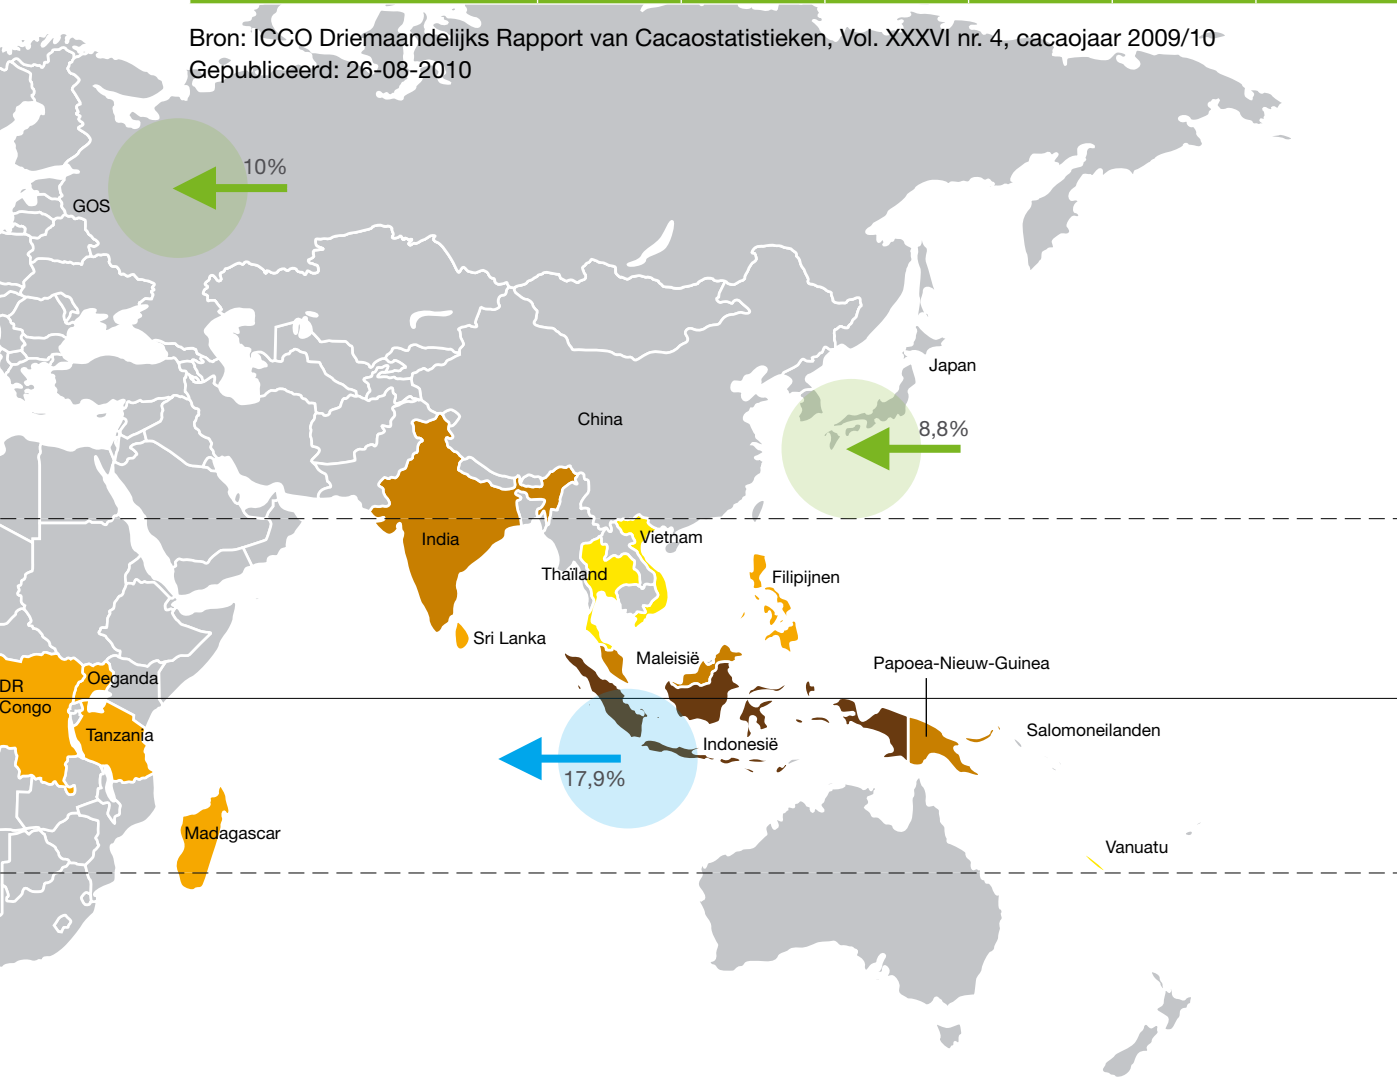 Bron: ICCO Driemaandelijks Rapport van Cacaostatistieken, Vol. XXXVI nr. 4, cacaojaar 2009/10
Gepubliceerd: 26-08-2010
10%
GOS
Japan
China
8,8%
India
Vietnam
Thaïland
Filipijnen
Sri Lanka
Maleisië
Papoea-Nieuw-Guinea
Oeganda
DR
Congo
Tanzania
Salomoneilanden
Indonesië
17,9%
Madagascar
Vanuatu